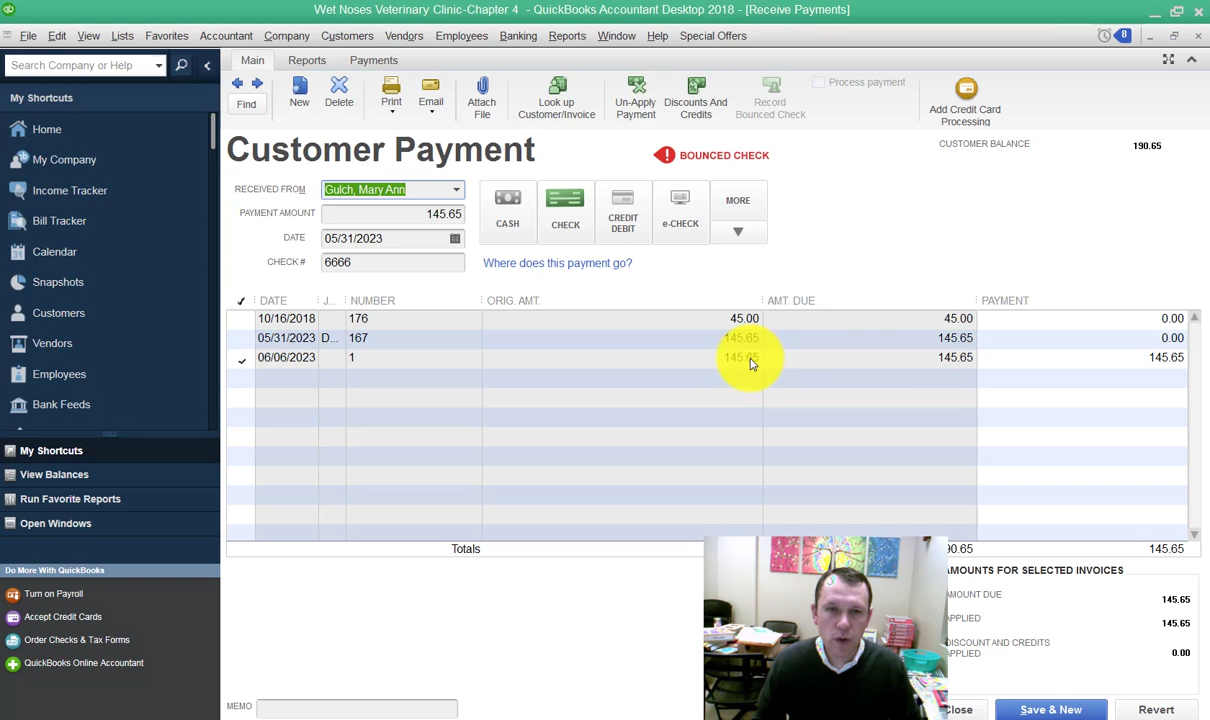 Wet Noses Veterinary Clinic-Chapter 4 - QuickBooks Accountant Desktop 2018 - [Receive Payments]
File Edit View Lists Favorites Accountant Company Customers Vendors Employees Banking Reports Window Help Special Offers 8
Search Company or Help
Main Reports Payments
Find New Delete Print Email Attach File Look up Customer/Invoice Un-Apply Payment Discounts And Credits Record Bounced Check Process payment Add Credit Card Processing
My Shortcuts
Home
My Company
Income Tracker
Bill Tracker
Calendar
Snapshots
Customers
Vendors
Employees
Bank Feeds
My Shortcuts
View Balances
Run Favorite Reports
Open Windows
Do More With QuickBooks
Turn on Payroll
Accept Credit Cards
Order Checks & Tax Forms
QuickBooks Online Accountant
Customer Payment
BOUNCED CHECK
CUSTOMER BALANCE 190.65
RECEIVED FROM Gulch, Mary Ann
PAYMENT AMOUNT 145.65
DATE 05/31/2023
CHECK # 6666
CASH CHECK CREDIT DEBIT e-CHECK MORE
Where does this payment go?
DATE J... NUMBER ORIG. AMT. AMT. DUE PAYMENT
10/16/2018 176 45.00 45.00 0.00
05/31/2023 D... 167 145.65 145.65 0.00
06/06/2023 1 145.65 145.65 145.65
Totals 90.65 145.65
AMOUNTS FOR SELECTED INVOICES
AMOUNT DUE 145.65
APPLIED 145.65
DISCOUNT AND CREDITS APPLIED 0.00
MEMO
Close Save & New Revert